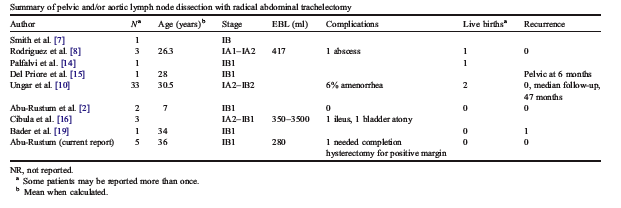 Summary of pelvic and/or aortic lymph node dissection with radical abdominal trachelectomy
Author Nᵃ Age (years)ᵇ Stage EBL (ml) Complications Live birthsᵃ Recurrence
Smith et al. [7] 1 IB
Rodriguez et al. [8] 3 26.3 IA1–IA2 417 1 abscess 1 0
Palfalvi et al. [14] 1 IB1 1
Del Priore et al. [15] 1 28 IB1 Pelvic at 6 months
Ungar et al. [10] 33 30.5 IA2–IB2 6% amenorrhea 2 0, median follow-up,
47 months
Abu-Rustum et al. [2] 2 7 IB1 0 0 0
Cibula et al. [16] 3 IA2–IB1 350–3500 1 ileus, 1 bladder atony
Bader et al. [19] 1 34 IB1 0 1
Abu-Rustum (current report) 5 36 IB1 280 1 needed completion 0 0
hysterectomy for positive margin
NR, not reported.
ᵃ Some patients may be reported more than once.
ᵇ Mean when calculated.